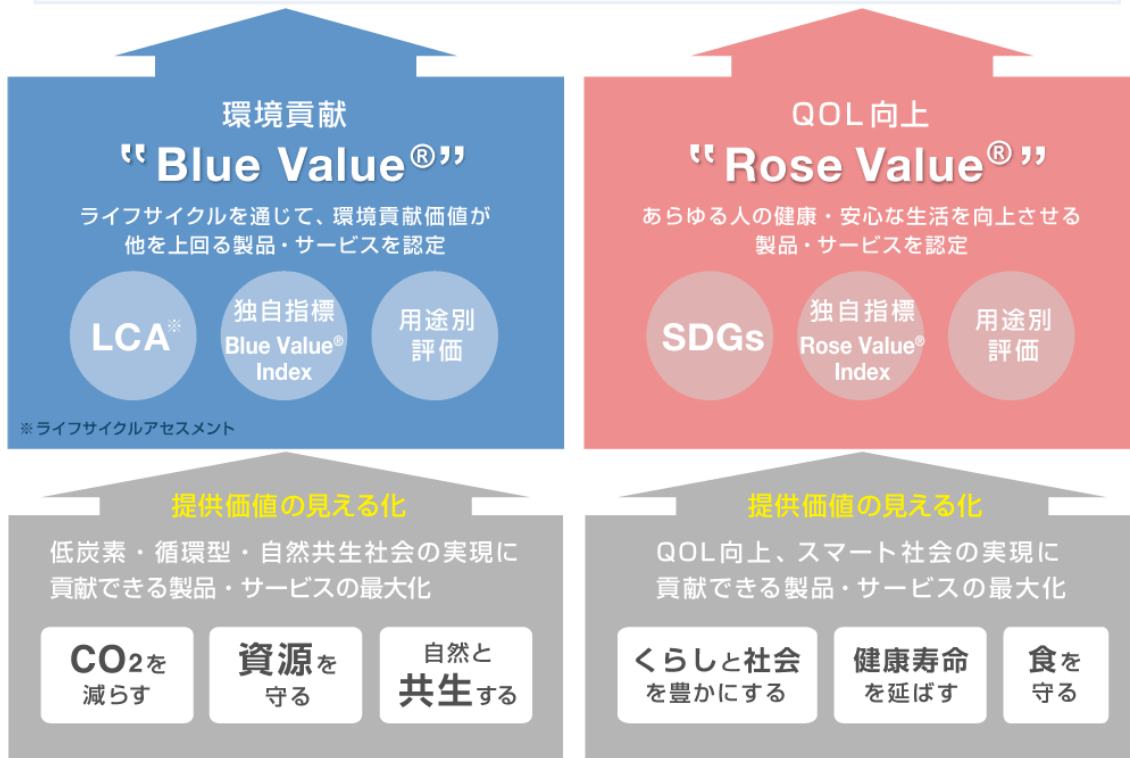 環境貢献
“Blue Value®”
ライフサイクルを通じて、環境貢献価値が
他を上回る製品・サービスを認定
LCA※
独自指標
Blue Value®
Index
用途別
評価
※ライフサイクルアセスメント
提供価値の見える化
低炭素・循環型・自然共生社会の実現に
貢献できる製品・サービスの最大化
CO2を
減らす
資源を
守る
自然と
共生する
QOL向上
“Rose Value®”
あらゆる人の健康・安心な生活を向上させる
製品・サービスを認定
SDGs
独自指標
Rose Value®
Index
用途別
評価
提供価値の見える化
QOL向上、スマート社会の実現に
貢献できる製品・サービスの最大化
くらしと社会
を豊かにする
健康寿命
を延ばす
食を
守る